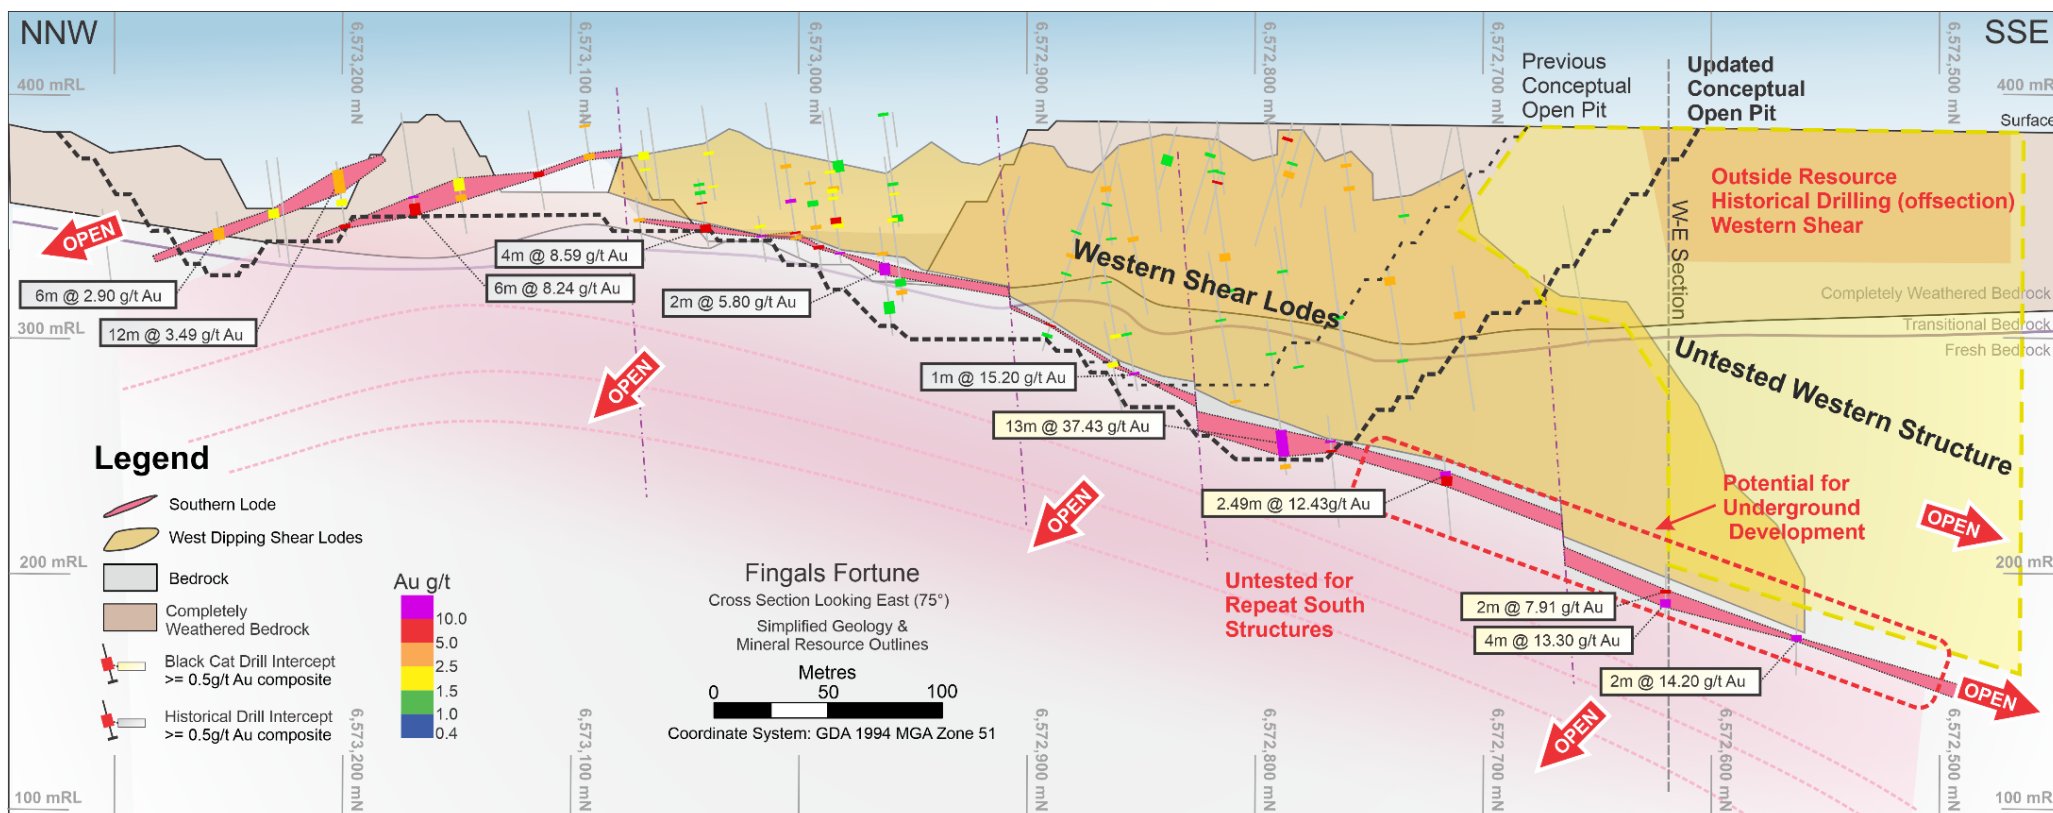 NNW
SSE
6,573,200 mN
6,573,100 mN
6,573,000 mN
6,572,900 mN
6,572,800 mN
6,572,700 mN
6,572,500 mN
400 mRL
400 mRL
Previous
Conceptual
Open Pit
Updated
Conceptual
Open Pit
Surface
Outside Resource
Historical Drilling (offsection)
Western Shear
W-E Section
OPEN
4m @ 8.59 g/t Au
6m @ 2.90 g/t Au
6m @ 8.24 g/t Au
2m @ 5.80 g/t Au
12m @ 3.49 g/t Au
Western Shear Lodes
Completely Weathered Bedrock
Transitional Bedrock
Fresh Bedrock
300 mRL
Untested Western Structure
OPEN
1m @ 15.20 g/t Au
13m @ 37.43 g/t Au
2.49m @ 12.43g/t Au
OPEN
Potential for
Underground
Development
OPEN
Legend
Southern Lode
West Dipping Shear Lodes
Bedrock
Completely
Weathered Bedrock
Black Cat Drill Intercept
>= 0.5g/t Au composite
Historical Drill Intercept
>= 0.5g/t Au composite
200 mRL
200 mRL
Au g/t
10.0
5.0
2.5
1.5
1.0
0.4
Fingals Fortune
Cross Section Looking East (75°)
Simplified Geology &
Mineral Resource Outlines
Metres
0 50 100
Coordinate System: GDA 1994 MGA Zone 51
Untested for
Repeat South
Structures
2m @ 7.91 g/t Au
4m @ 13.30 g/t Au
2m @ 14.20 g/t Au
OPEN
OPEN
6,573,200 mN
6,573,100 mN
6,572,900 mN
6,572,800 mN
6,572,700 mN
6,572,600 mN
6,572,500 mN
100 mRL
100 mRL